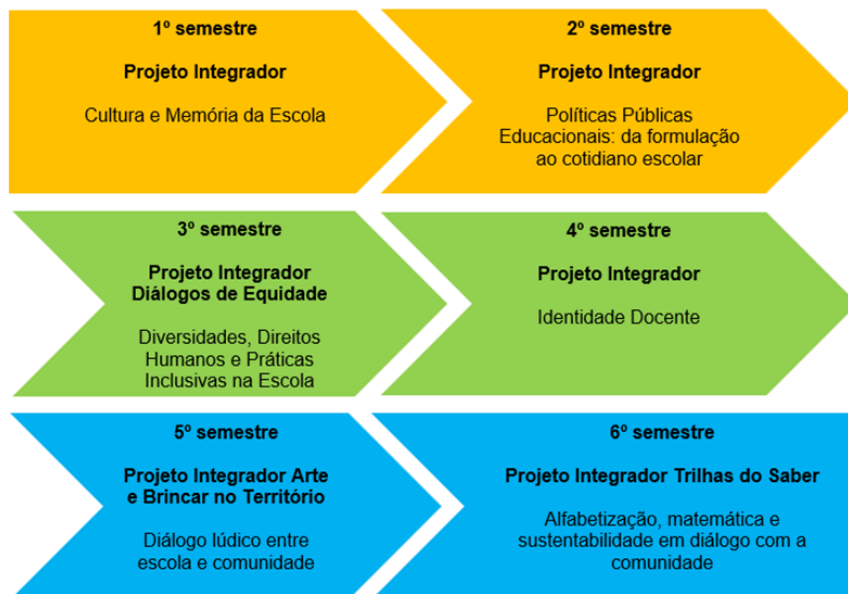 1º semestre
Projeto Integrador
Cultura e Memória da Escola
2º semestre
Projeto Integrador
Políticas Públicas
Educacionais: da formulação
ao cotidiano escolar
3º semestre
Projeto Integrador
Diálogos de Equidade
Diversidades, Direitos
Humanos e Práticas
Inclusivas na Escola
4º semestre
Projeto Integrador
Identidade Docente
5º semestre
Projeto Integrador Arte
e Brincar no Território
Diálogo lúdico entre
escola e comunidade
6º semestre
Projeto Integrador Trilhas do Saber
Alfabetização, matemática e
sustentabilidade em diálogo com a
comunidade